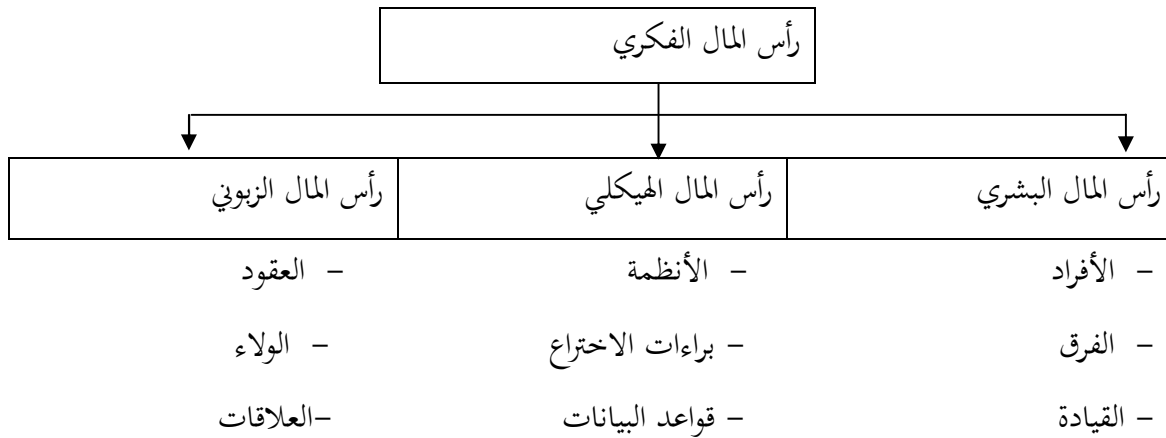 رأس المال الفكري
رأس المال البشري رأس المال الهيكلي رأس المال الزبوني
– الأفراد – الأنظمة – العقود
– الفرق – براءات الاختراع – الولاء
– القيادة – قواعد البيانات –العلاقات